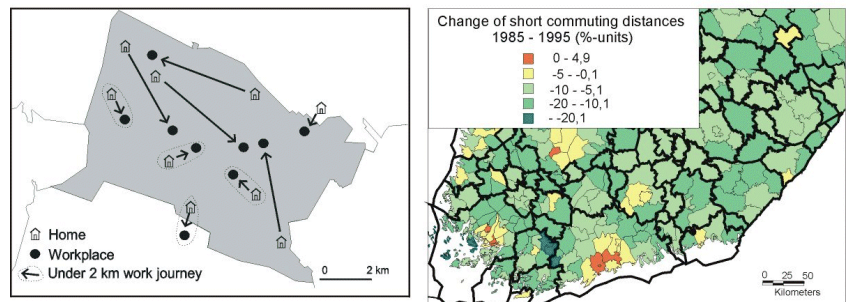 Home
Workplace
Under 2 km work journey
0 2 km
Change of short commuting distances
1985 - 1995 (%-units)
0 - 4,9
-5 - -0,1
-10 - -5,1
-20 - -10,1
- -20,1
0 25 50
Kilometers